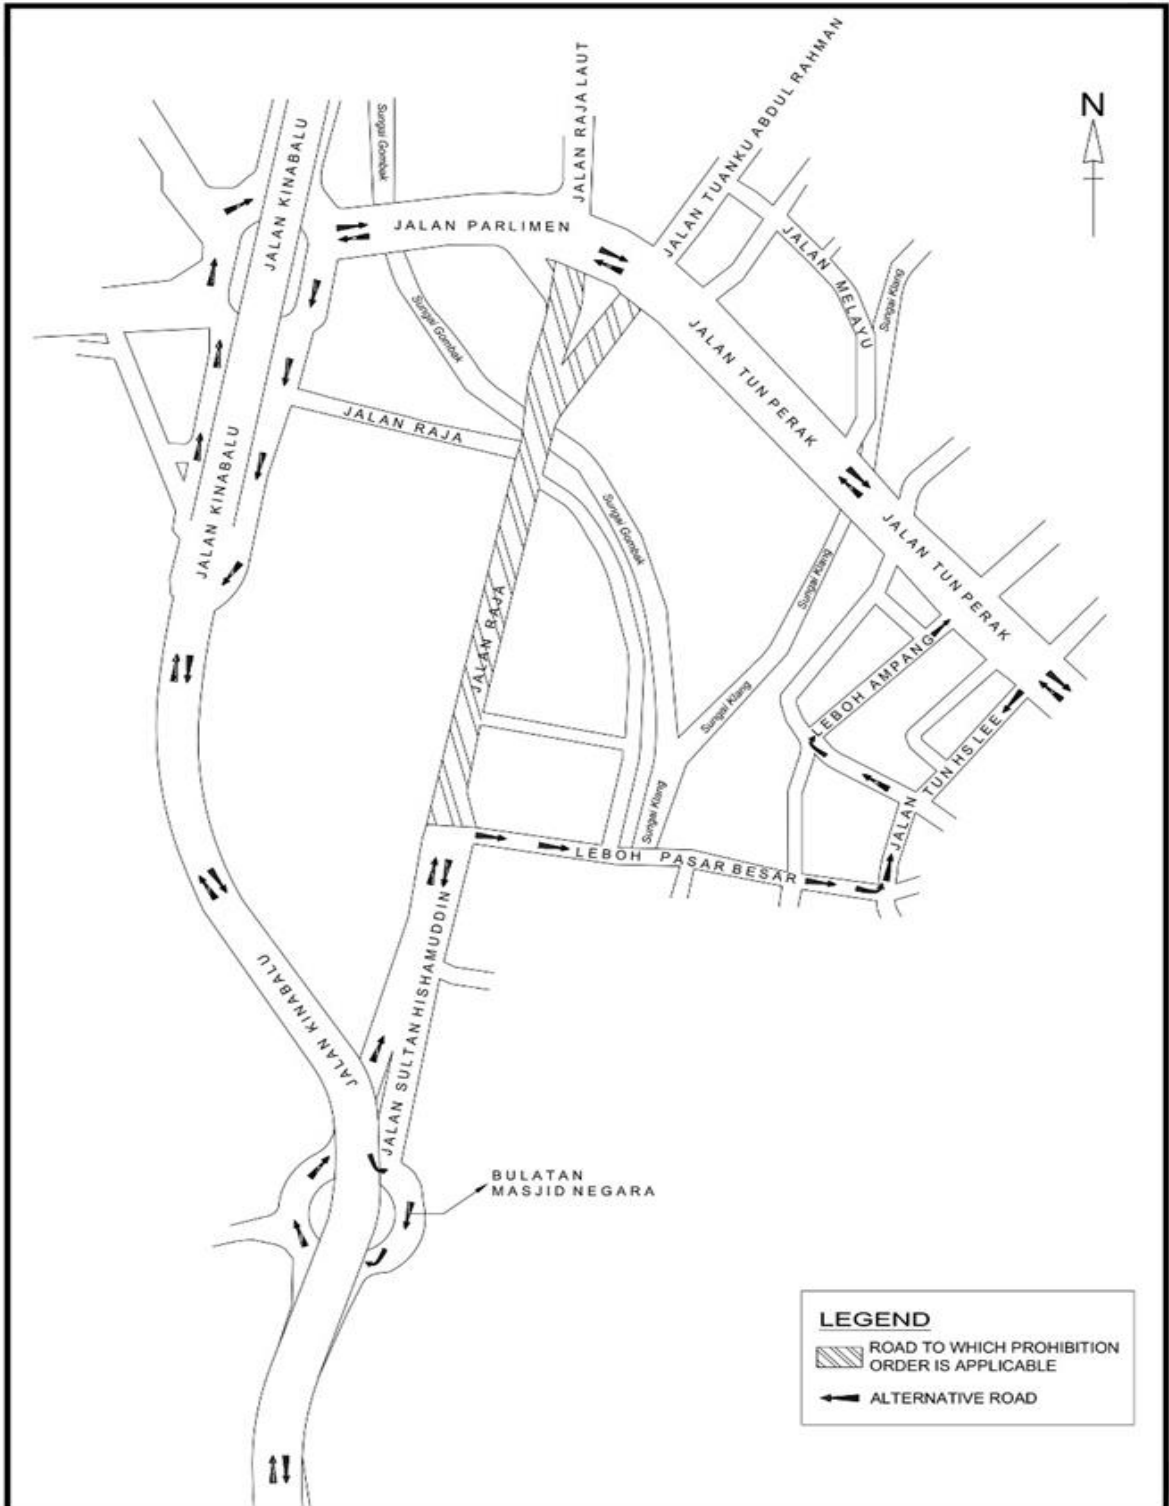 JALAN KINABALU
Sungai Gombak
JALAN RAJA LAUT
JALAN TUANKU ABDUL RAHMAN
N
JALAN PARLIMEN
JALAN MELAYU
Sungai Klang
Sungai Gombak
JALAN TUN PERAK
JALAN RAJA
JALAN KINABALU
Sungai Gombak
JALAN TUN PERAK
Sungai Klang
JALAN RAJA
LEBOH AMPANG
Sungai Klang
JALAN TUN HS LEE
Sungai Klang
LEBOH PASAR BESAR
JALAN SULTAN HISHAMUDDIN
JALAN KINABALU
BULATAN
MASJID NEGARA
LEGEND
ROAD TO WHICH PROHIBITION
ORDER IS APPLICABLE
ALTERNATIVE ROAD